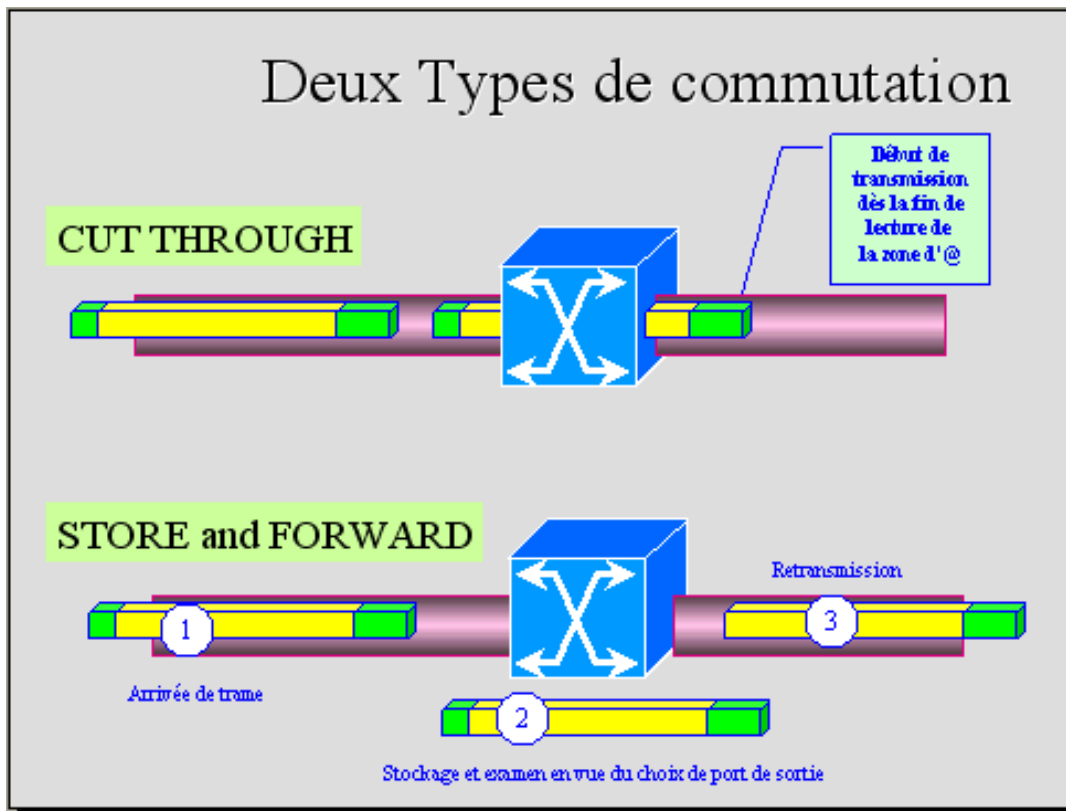 Deux Types de commutation
Début de
transmission
dès la fin de
lecture de
la zone d'@
CUT THROUGH
STORE and FORWARD
Retransmission
1
3
Arrivée de trame
2
Stockage et examen en vue du choix de port de sortie